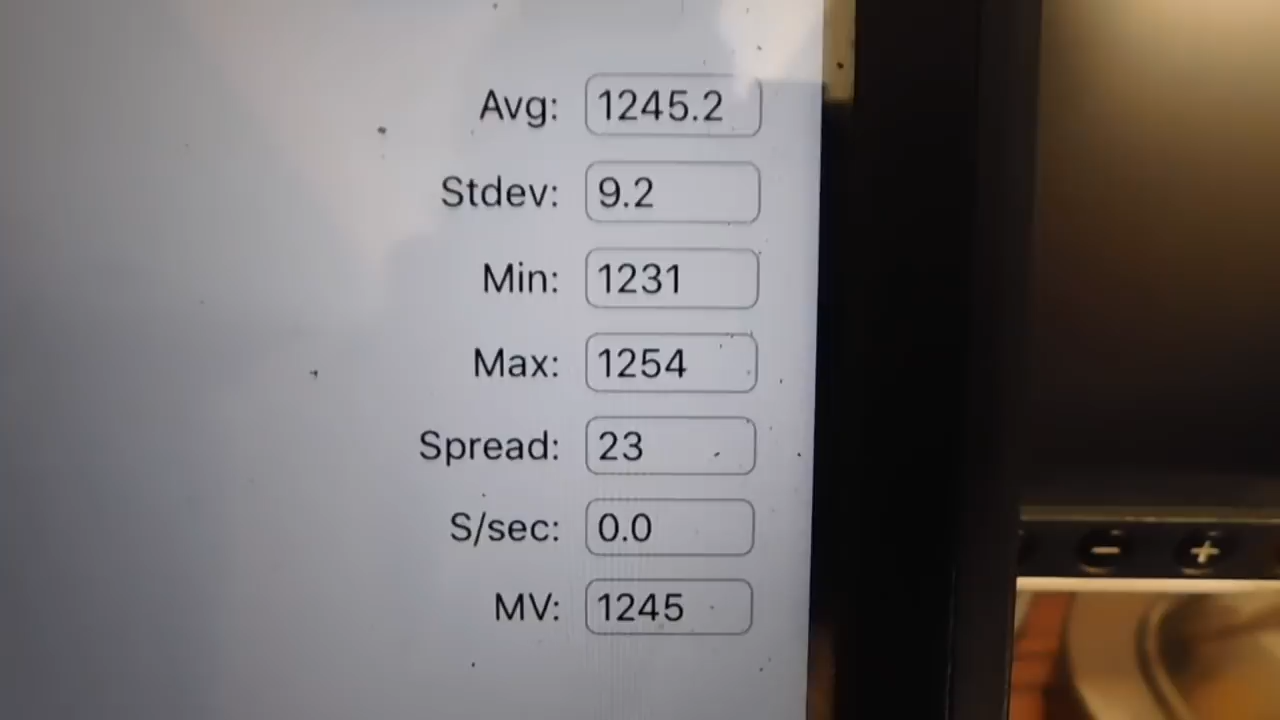 Avg: 1245.2
Stdev: 9.2
Min: 1231
Max: 1254
Spread: 23
S/sec: 0.0
MV: 1245
− +